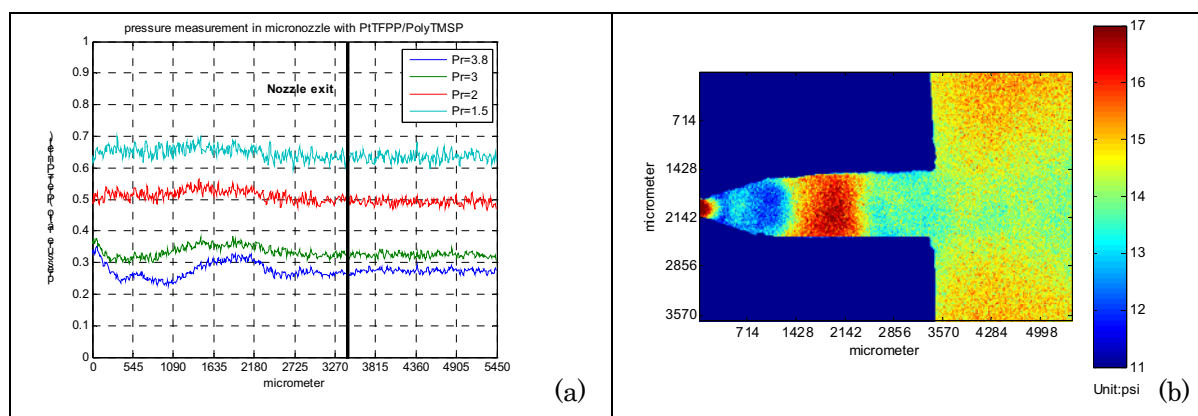 pressure measurement in micronozzle with PtTFPP/PolyTMSP
1
0.9
0.8
0.7
0.6
0.5
0.4
0.3
0.2
0.1
0
Pr=3.8
Pr=3
Pr=2
Pr=1.5
Nozzle exit
0 545 1090 1635 2180 2725 3270 3815 4360 4905 5450
micrometer
(a)
micrometer
714
1428
2142
2856
3570
714 1428 2142 2856 3570 4284 4998
micrometer
17
16
15
14
13
12
11
Unit:psi
(b)